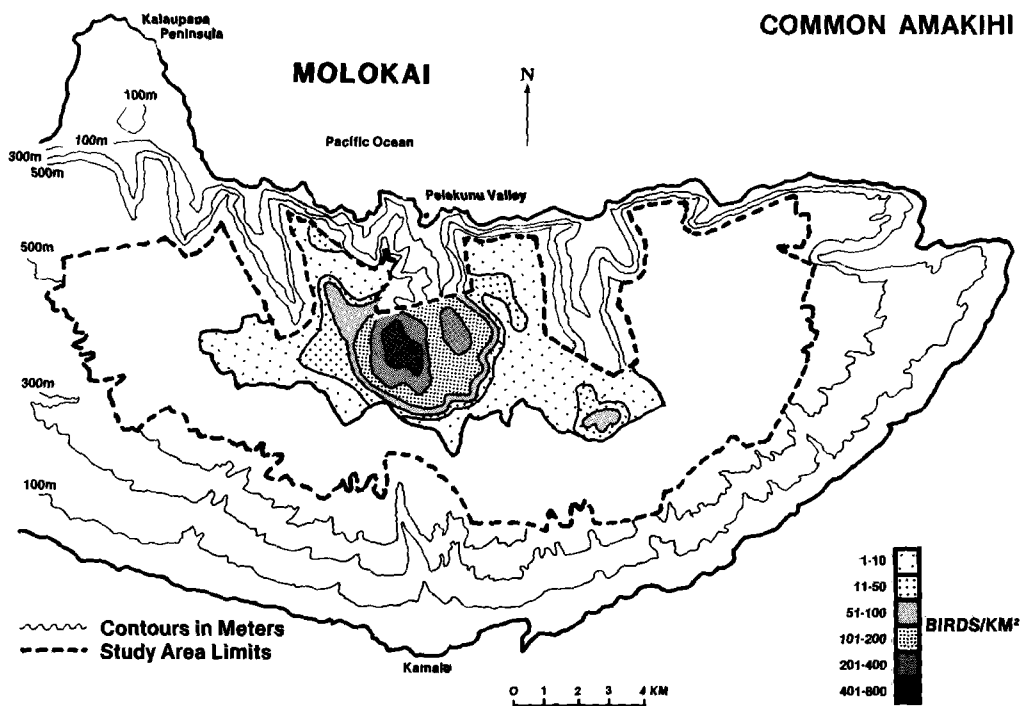 Kalaupapa
Peninsula
COMMON AMAKIHI
MOLOKAI
N
100m
Pacific Ocean
100m
300m
500m
Pelekunu Valley
500m
300m
100m
1-10
11-50
51-100
101-200
201-400
401-800
BIRDS/KM²
Contours in Meters
Study Area Limits
Kamalo
0 1 2 3 4 KM